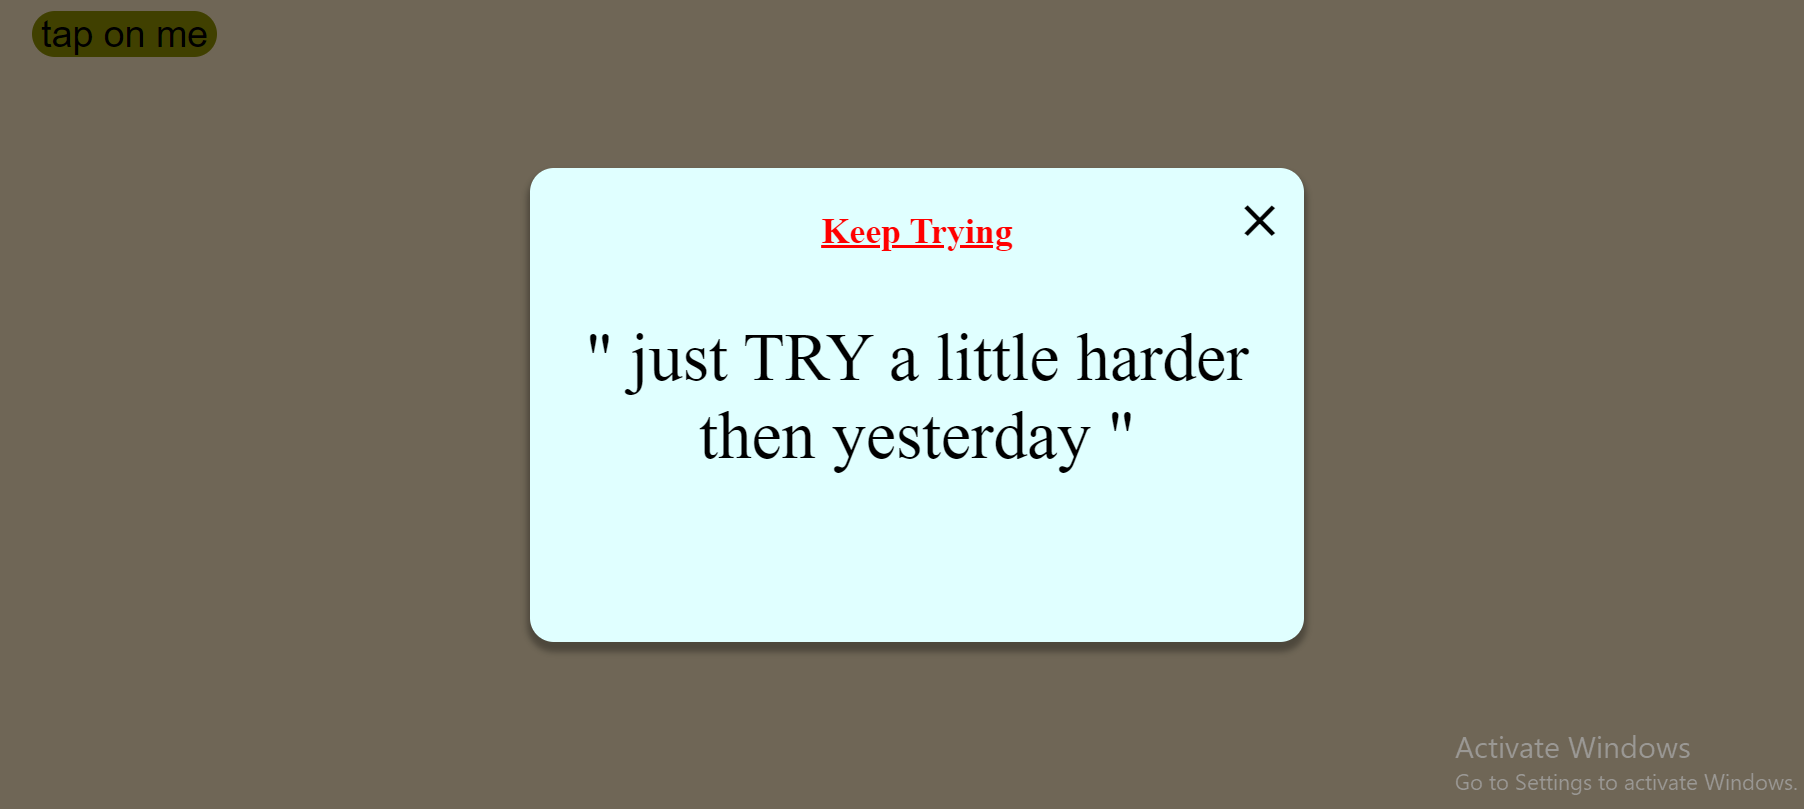 tap on me
Keep Trying
" just TRY a little harder
then yesterday "
Activate Windows
Go to Settings to activate Windows.